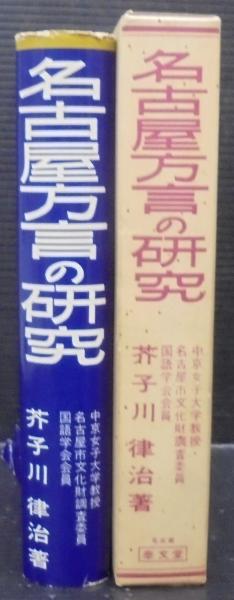 名古屋方言の研究
中京女子大学教授
名古屋市文化財調査委員
国語学会会員
芥子川律治著
名古屋方言の研究
中京女子大学教授・
名古屋市文化財調査委員
国語学会会員
芥子川律治著
名古屋
泰文堂